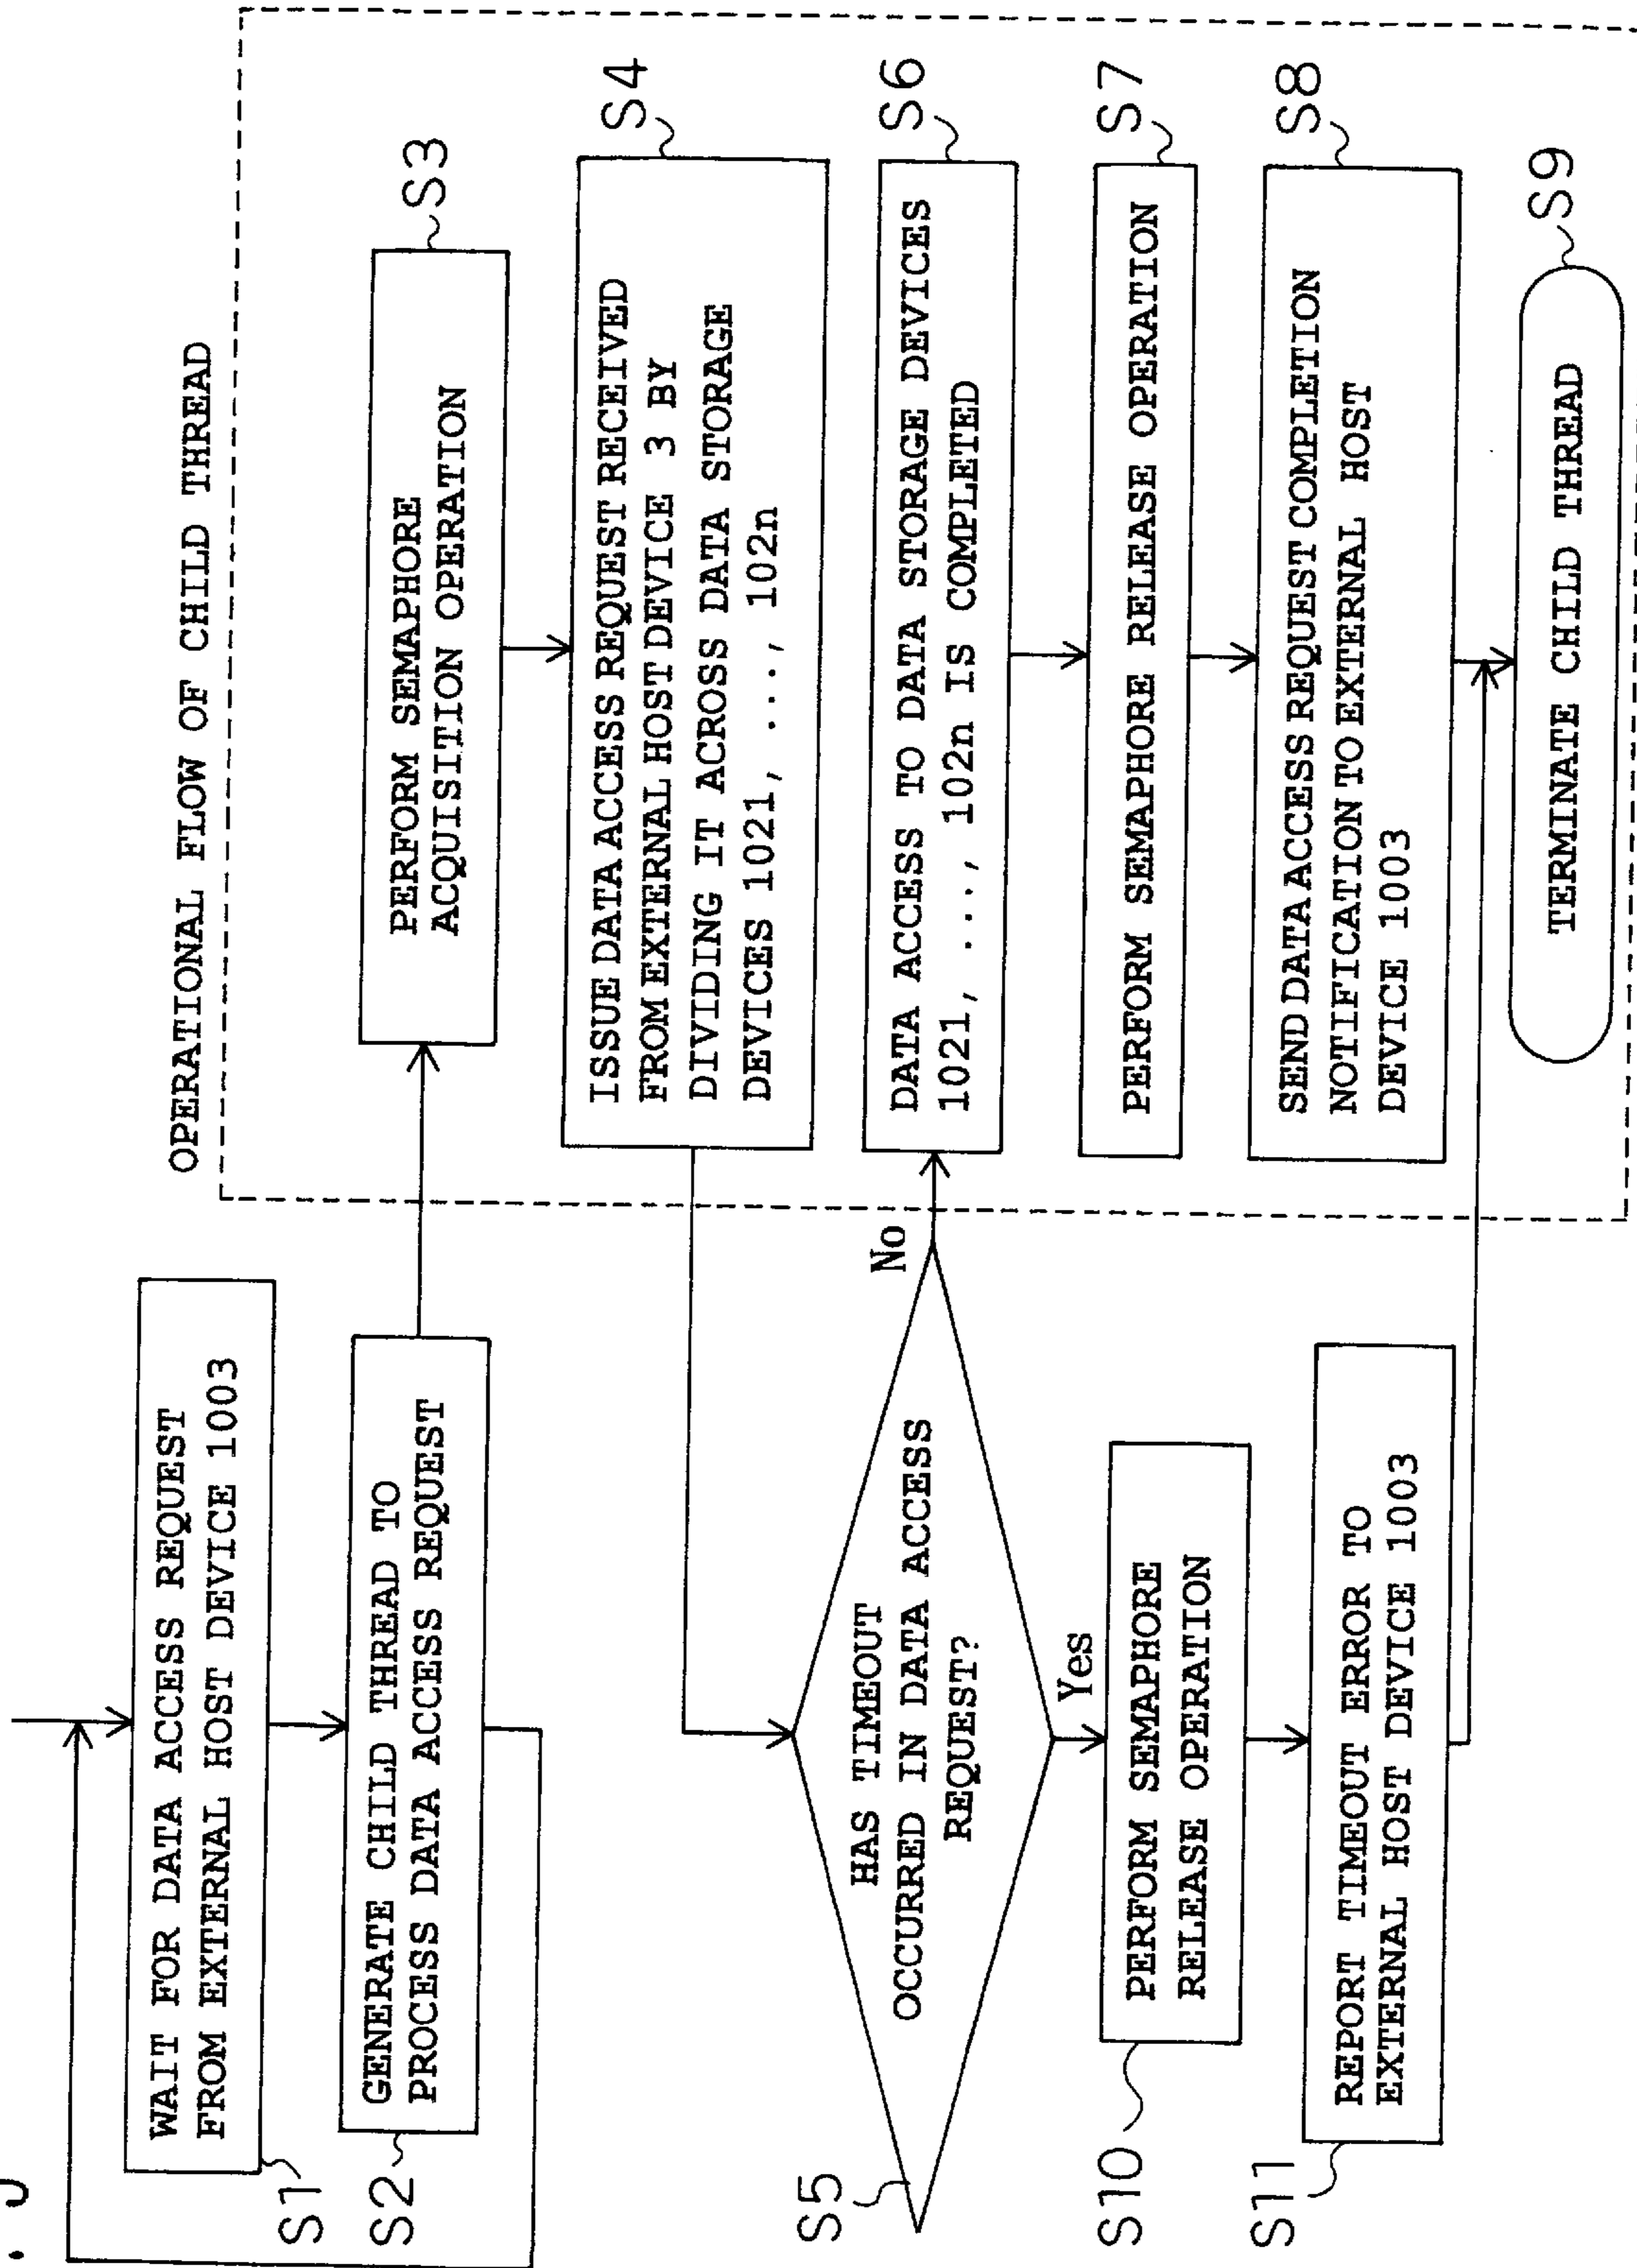 WAIT FOR DATA ACCESS REQUEST
FROM EXTERNAL HOST DEVICE 1003
S1
GENERATE CHILD THREAD TO
PROCESS DATA ACCESS REQUEST
S2
OPERATIONAL FLOW OF CHILD THREAD
PERFORM SEMAPHORE
ACQUISITION OPERATION
S3
ISSUE DATA ACCESS REQUEST RECEIVED
FROM EXTERNAL HOST DEVICE 3 BY
DIVIDING IT ACROSS DATA STORAGE
DEVICES 1021, ..., 102n
S4
HAS TIMEOUT
OCCURRED IN DATA ACCESS
REQUEST?
S5
No
Yes
DATA ACCESS TO DATA STORAGE DEVICES
1021, ..., 102n IS COMPLETED
S6
PERFORM SEMAPHORE RELEASE OPERATION
S7
SEND DATA ACCESS REQUEST COMPLETION
NOTIFICATION TO EXTERNAL HOST
DEVICE 1003
S8
TERMINATE CHILD THREAD
S9
PERFORM SEMAPHORE
RELEASE OPERATION
S10
REPORT TIMEOUT ERROR TO
EXTERNAL HOST DEVICE 1003
S11